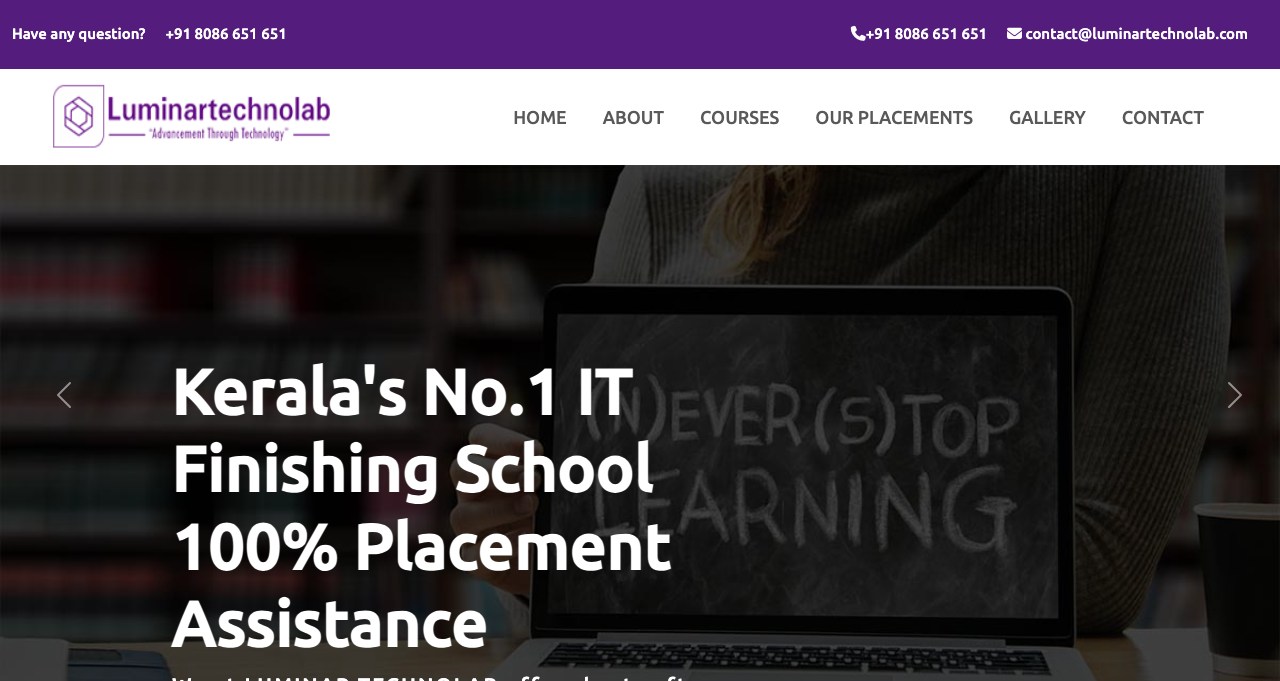 Have any question? +91 8086 651 651
+91 8086 651 651 contact@luminartechnolab.com
Luminartechnolab
"Advancement Through Technology"
HOME ABOUT COURSES OUR PLACEMENTS GALLERY CONTACT
Kerala's No.1 IT
Finishing School
100% Placement
Assistance
(N)EVER (S)TOP
LEARNING